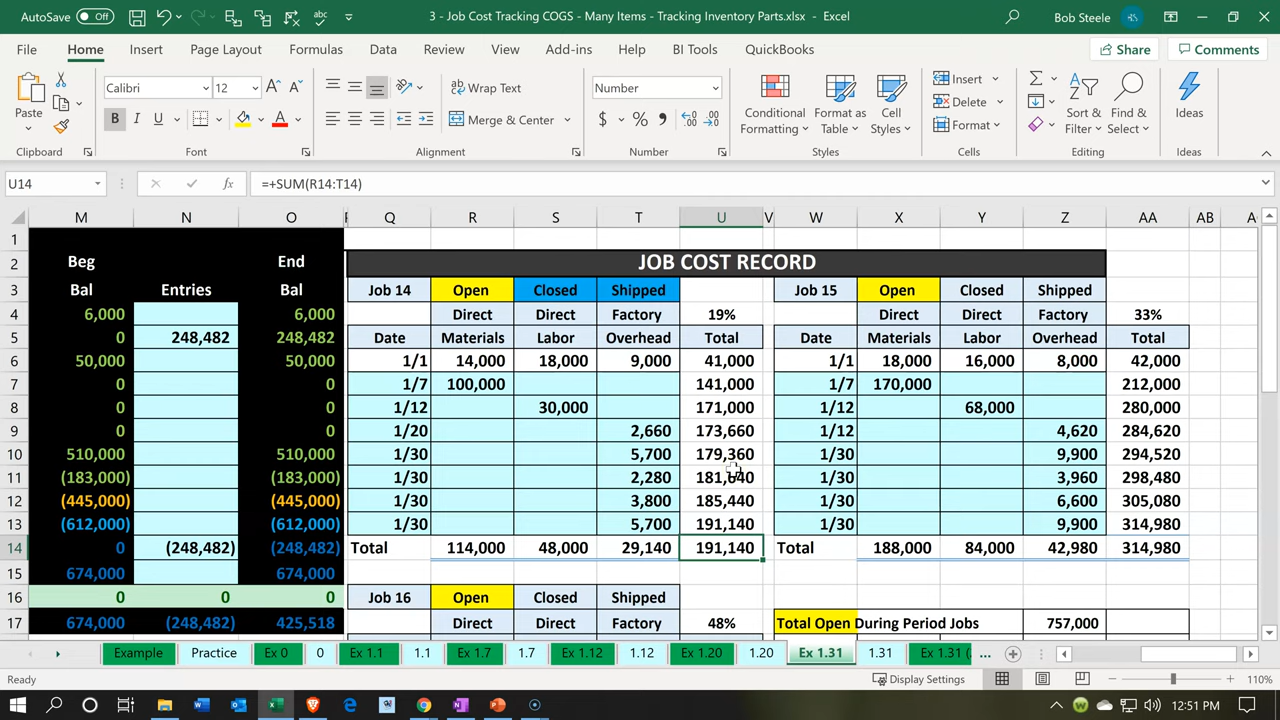 AutoSave Off 3 - Job Cost Tracking COGS - Many Items - Tracking Inventory Parts.xlsx - Excel Bob Steele
File Home Insert Page Layout Formulas Data Review View Add-ins Help BI Tools QuickBooks Share Comments
Calibri 12 Wrap Text Number Insert
Paste Merge & Center Conditional Formatting Format as Table Cell Styles Delete Format Sort & Filter Find & Select Ideas
Clipboard Font Alignment Number Styles Cells Editing Ideas
U14 fx =+SUM(R14:T14)
M N O Q R S T U V W X Y Z AA AB
1
2 Beg End JOB COST RECORD
3 Bal Entries Bal Job 14 Open Closed Shipped Job 15 Open Closed Shipped
4 6,000 6,000 Direct Direct Factory 19% Direct Direct Factory 33%
5 0 248,482 248,482 Date Materials Labor Overhead Total Date Materials Labor Overhead Total
6 50,000 50,000 1/1 14,000 18,000 9,000 41,000 1/1 18,000 16,000 8,000 42,000
7 0 0 1/7 100,000 141,000 1/7 170,000 212,000
8 0 0 1/12 30,000 171,000 1/12 68,000 280,000
9 0 0 1/20 2,660 173,660 1/12 4,620 284,620
10 510,000 510,000 1/30 5,700 179,360 1/30 9,900 294,520
11 (183,000) (183,000) 1/30 2,280 181,640 1/30 3,960 298,480
12 (445,000) (445,000) 1/30 3,800 185,440 1/30 6,600 305,080
13 (612,000) (612,000) 1/30 5,700 191,140 1/30 9,900 314,980
14 0 (248,482) (248,482) Total 114,000 48,000 29,140 191,140 Total 188,000 84,000 42,980 314,980
15 674,000 674,000
16 0 0 0 Job 16 Open Closed Shipped
17 674,000 (248,482) 425,518 Direct Direct Factory 48% Total Open During Period Jobs 757,000
Example Practice Ex 0 0 Ex 1.1 1.1 Ex 1.7 1.7 Ex 1.12 1.12 Ex 1.20 1.20 Ex 1.31 1.31 Ex 1.31 ( ...
Ready Display Settings 110%
12:51 PM